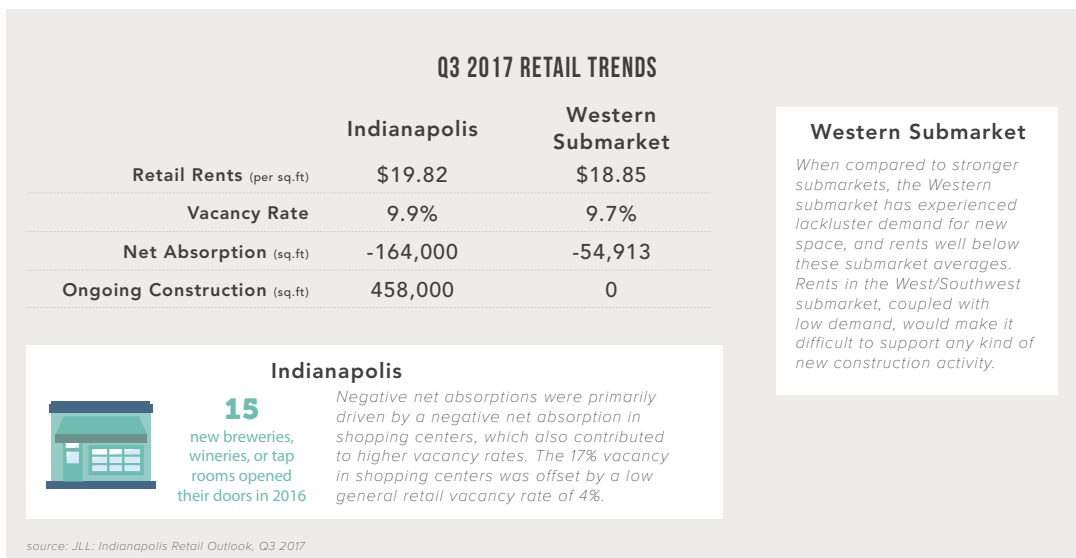 Q3 2017 RETAIL TRENDS
Indianapolis
Western
Submarket
Retail Rents (per sq.ft) $19.82 $18.85
Vacancy Rate 9.9% 9.7%
Net Absorption (sq.ft) -164,000 -54,913
Ongoing Construction (sq.ft) 458,000 0
Western Submarket
When compared to stronger
submarkets, the Western
submarket has experienced
lackluster demand for new
space, and rents well below
these submarket averages.
Rents in the West/Southwest
submarket, coupled with
low demand, would make it
difficult to support any kind of
new construction activity.
Indianapolis
15
new breweries,
wineries, or tap
rooms opened
their doors in 2016
Negative net absorptions were primarily
driven by a negative net absorption in
shopping centers, which also contributed
to higher vacancy rates. The 17% vacancy
in shopping centers was offset by a low
general retail vacancy rate of 4%.
source: JLL: Indianapolis Retail Outlook, Q3 2017